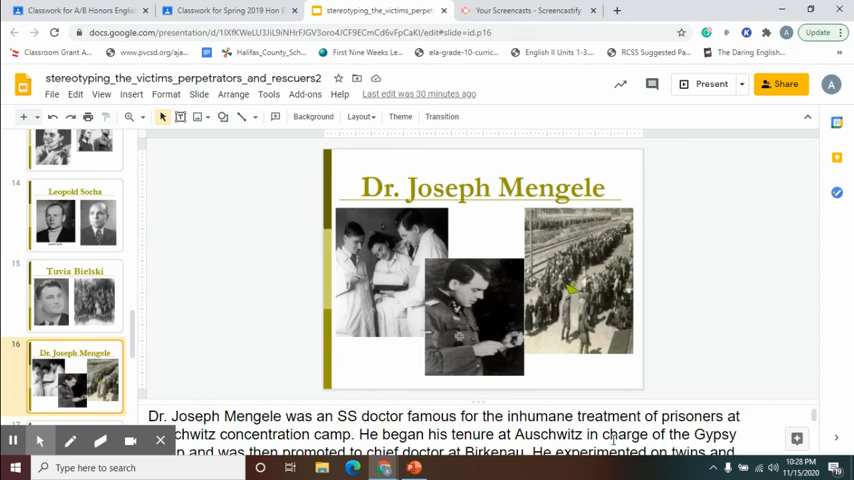 Classwork for A/B Honors English
Classwork for Spring 2019 Hon E
stereotyping_the_victims_perpetr
Your Screencasts - Screencastify
docs.google.com/presentation/d/1IXfKWeLU3JiL9iNHrFJGV3oro4JCF9ECmCd6vFpCaKI/edit#slide=id.p16
Update
Classroom Grant A...
www.pvcsd.org/aja...
Halifax_County_Sch...
First Nine Weeks Le...
ela-grade-10-curric...
English II Units 1-3...
RCSS Suggested Pa...
The Daring English...
stereotyping_the_victims_perpetrators_and_rescuers2
Present
Share
A
File Edit View Insert Format Slide Arrange Tools Add-ons Help Last edit was 30 minutes ago
Background Layout Theme Transition
14
Leopold Socha
15
Tuvia Bielski
16
Dr. Joseph Mengele
17
Dr. Joseph Mengele
Dr. Joseph Mengele was an SS doctor famous for the inhumane treatment of prisoners at
chwitz concentration camp. He began his tenure at Auschwitz in charge of the Gypsy
and was then promoted to chief doctor at Birkenau. He experimented on twins and
Type here to search
10:28 PM
11/15/2020